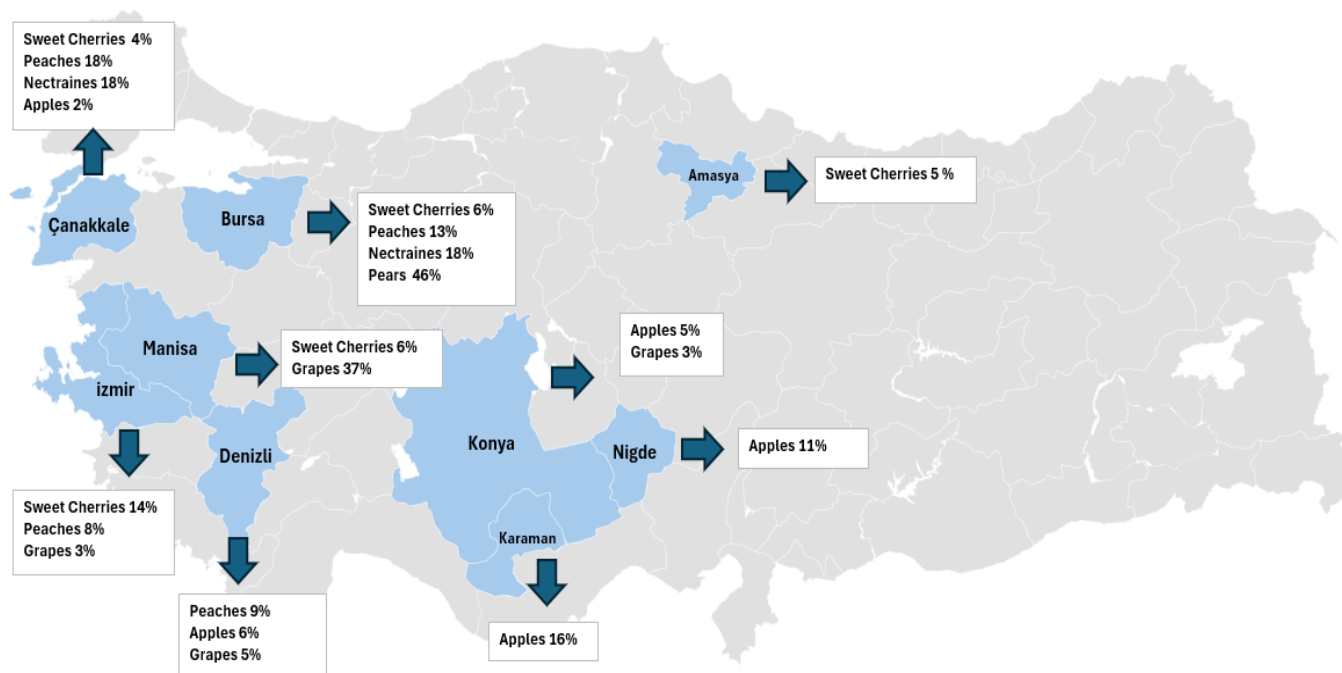 Sweet Cherries 4%
Peaches 18%
Nectraines 18%
Apples 2%
Çanakkale
Bursa
Sweet Cherries 6%
Peaches 13%
Nectraines 18%
Pears 46%
Amasya
Sweet Cherries 5 %
Manisa
Sweet Cherries 6%
Grapes 37%
izmir
Sweet Cherries 14%
Peaches 8%
Grapes 3%
Denizli
Peaches 9%
Apples 6%
Grapes 5%
Konya
Apples 5%
Grapes 3%
Nigde
Apples 11%
Karaman
Apples 16%